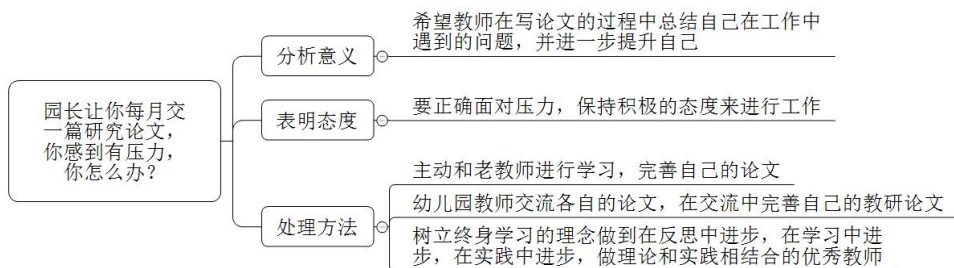 园长让你每月交
一篇研究论文，
你感到有压力，
你怎么办？
分析意义
希望教师在写论文的过程中总结自己在工作中
遇到的问题，并进一步提升自己
表明态度
要正确面对压力，保持积极的态度来进行工作
处理方法
主动和老教师进行学习，完善自己的论文
幼儿园教师交流各自的论文，在交流中完善自己的教研论文
树立终身学习的理念做到在反思中进步，在学习中进
步，在实践中进步，做理论和实践相结合的优秀教师